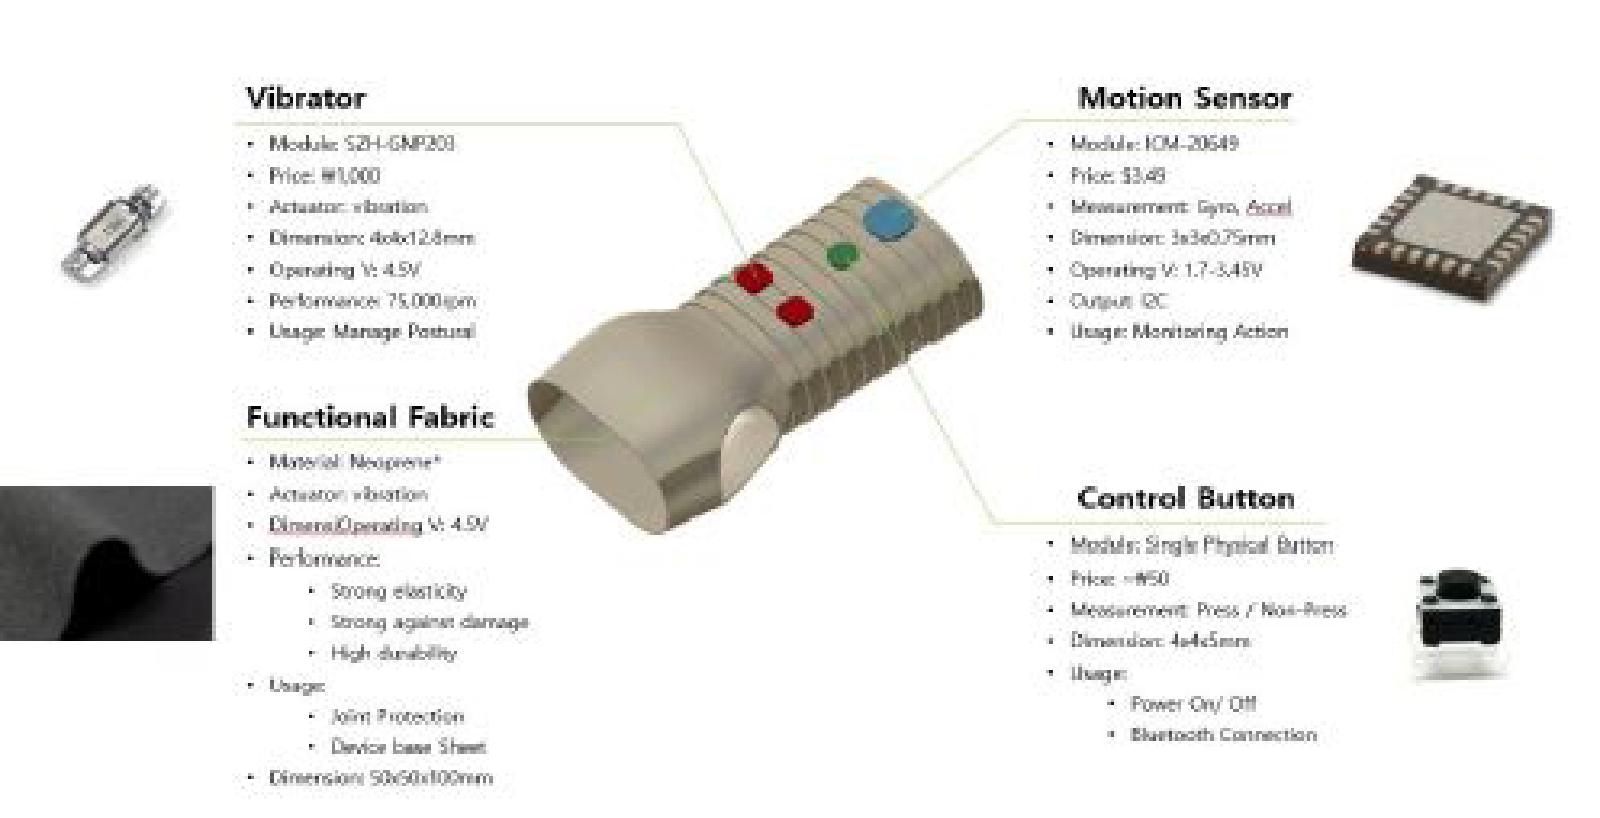 Vibrator
• Module: SZH-GNP203
• Price: ₩1,000
• Actuator: vibration
• Dimension: 4x4x12.8mm
• Operating V: 4.5V
• Performance: 75,000rpm
• Usage: Manage Postural
Functional Fabric
• Material: Neoprene*
• Actuator: vibration
• DimensiOperating V: 4.5V
• Performance:
• Strong elasticity
• Strong against damage
• High durability
• Usage:
• Joint Protection
• Device base Sheet
• Dimension: 50x50x100mm
Motion Sensor
• Module: ICM-20649
• Price: $3.49
• Measurement: Gyro, Accel
• Dimension: 3x3x0.75mm
• Operating V: 1.7-3.45V
• Output: I2C
• Usage: Monitoring Action
Control Button
• Module: Single Physical Button
• Price: ~₩50
• Measurement: Press / Non-Press
• Dimension: 4x4x5mm
• Usage:
• Power On/ Off
• Bluetooth Connection